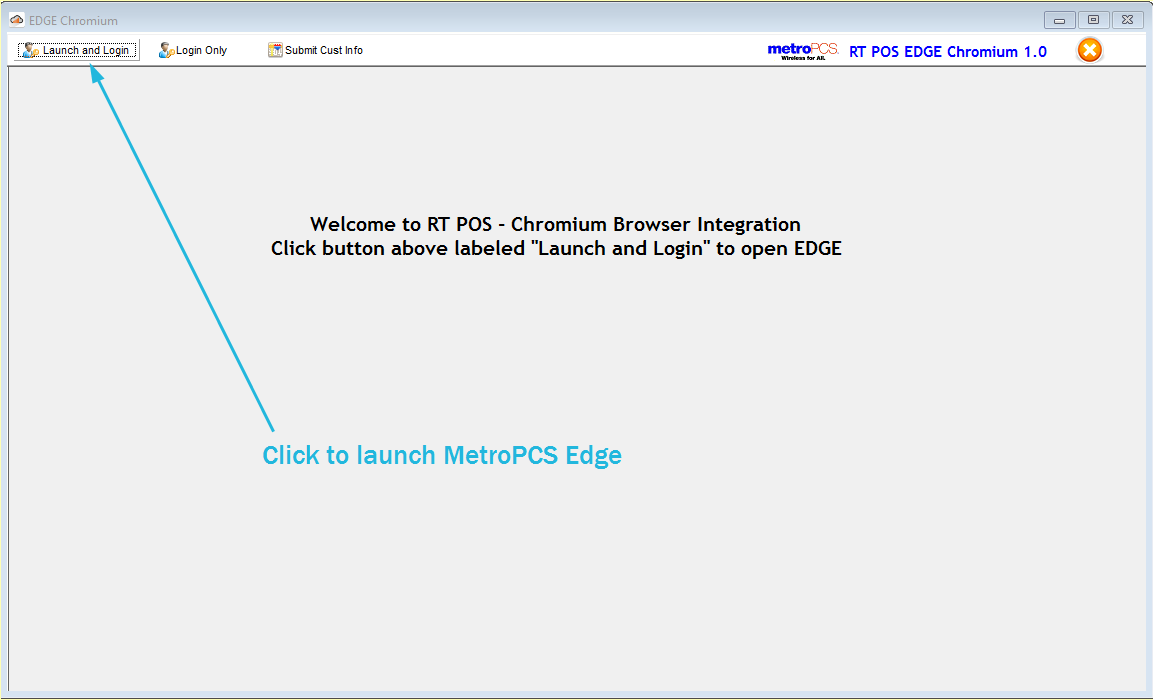 EDGE Chromium
Launch and Login
Login Only
Submit Cust Info
metroPCS.
Wireless for All.
RT POS EDGE Chromium 1.0
Welcome to RT POS - Chromium Browser Integration
Click button above labeled "Launch and Login" to open EDGE
Click to launch MetroPCS Edge